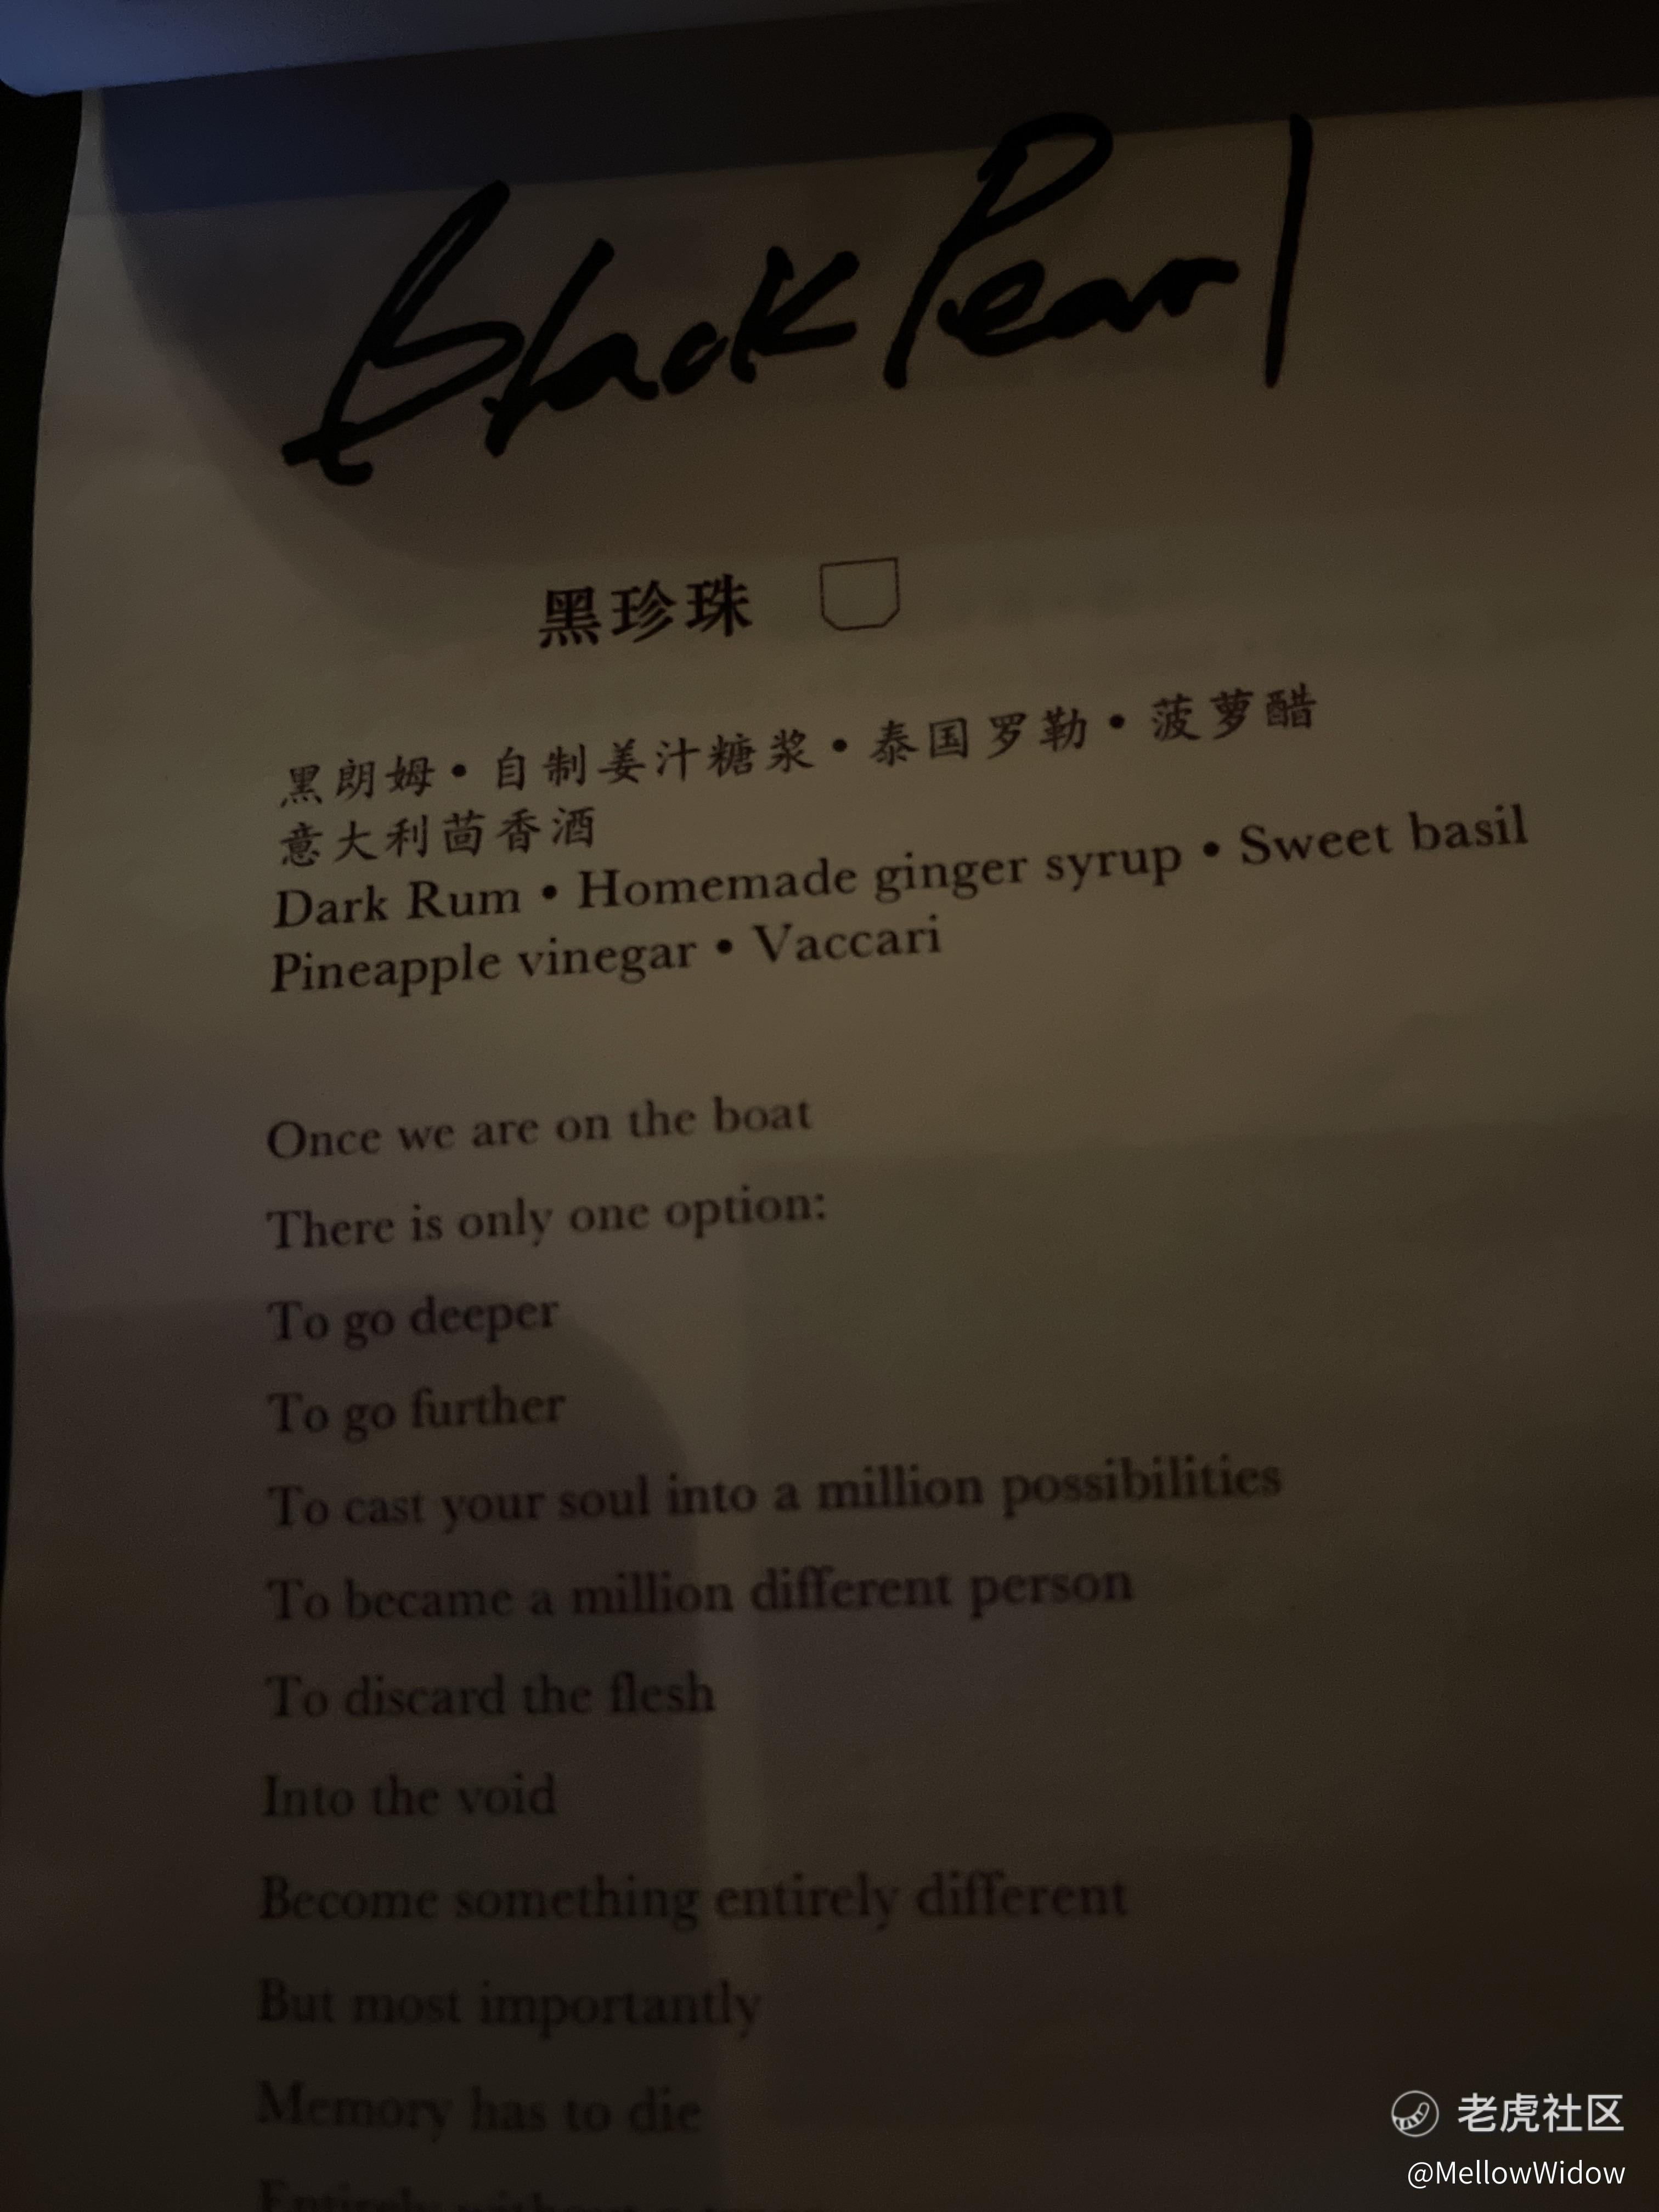 Black Pearl
黑珍珠
黑朗姆•自制姜汁糖浆•泰国罗勒•菠萝醋
意大利茴香酒
Dark Rum • Homemade ginger syrup • Sweet basil
Pineapple vinegar • Vaccari
Once we are on the boat
There is only one option:
To go deeper
To go further
To cast your soul into a million possibilities
To became a million different person
To discard the flesh
Into the void
Become something entirely different
But most importantly
Memory has to die
Entirely without a
老虎社区
@MellowWidow